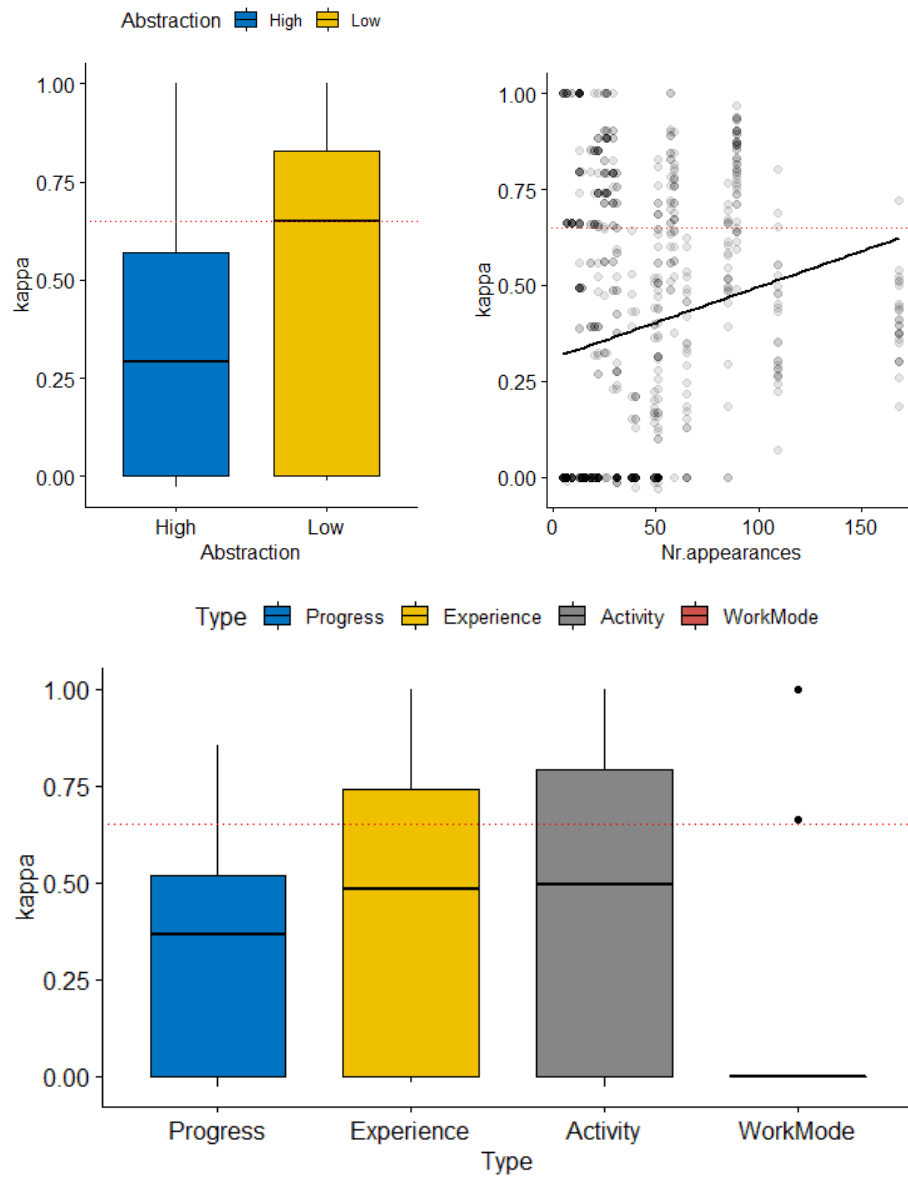 Abstraction High Low
1.00
0.75
0.50
0.25
0.00
kappa
High Low
Abstraction
1.00
0.75
0.50
0.25
0.00
kappa
0 50 100 150
Nr.appearances
Type Progress Experience Activity WorkMode
1.00
0.75
0.50
0.25
0.00
kappa
Progress Experience Activity WorkMode
Type